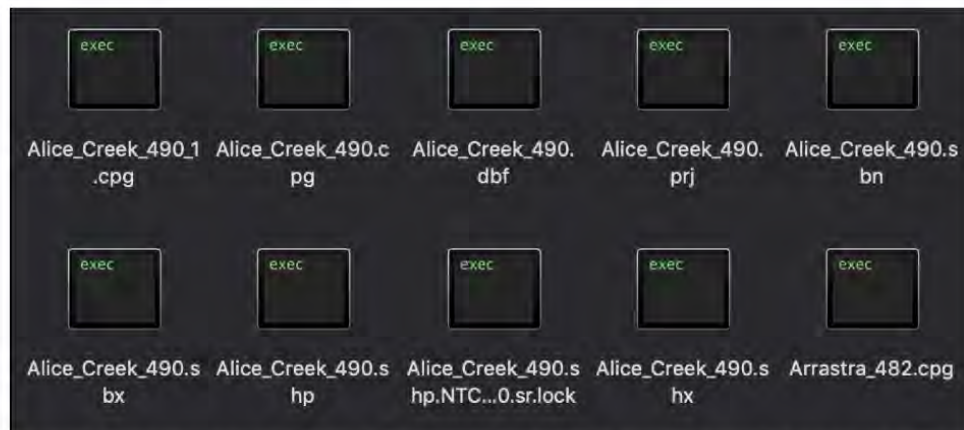 exec exec exec exec exec
Alice_Creek_490_1 Alice_Creek_490.c Alice_Creek_490. Alice_Creek_490. Alice_Creek_490.s
.cpg pg dbf prj bn
exec exec exec exec exec
Alice_Creek_490.s Alice_Creek_490.s Alice_Creek_490.s Alice_Creek_490.s Arrastra_482.cpg
bx hp hp.NTC...0.sr.lock hx